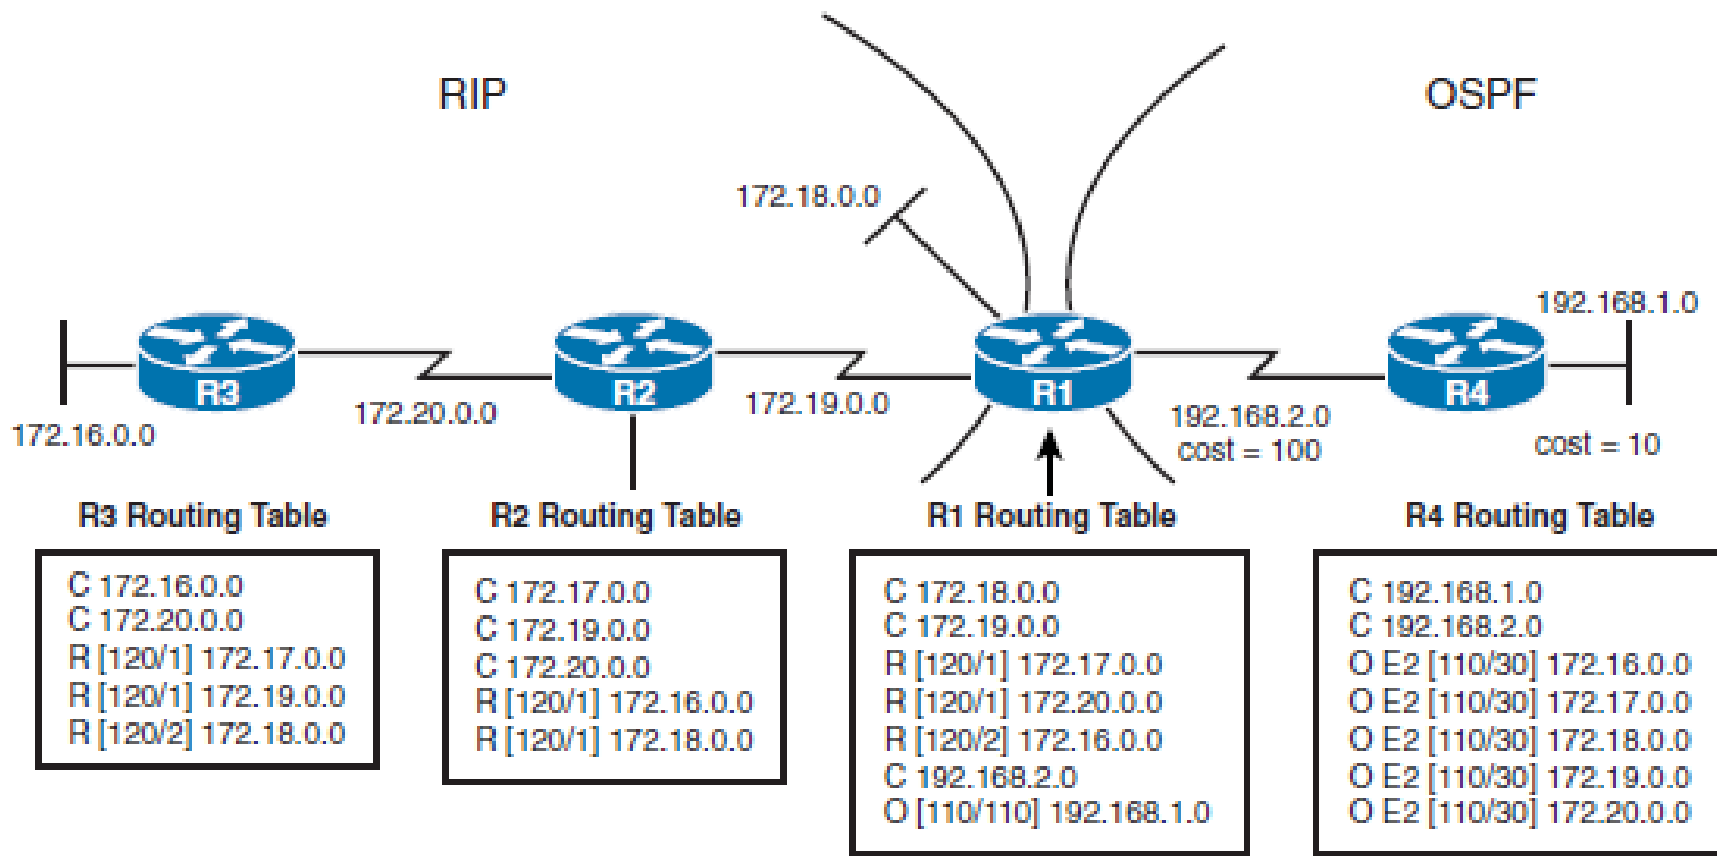 RIP
OSPF
172.18.0.0
192.168.1.0
R3
R2
R1
R4
172.16.0.0
172.20.0.0
172.19.0.0
192.168.2.0
cost = 100
cost = 10
R3 Routing Table
C 172.16.0.0
C 172.20.0.0
R [120/1] 172.17.0.0
R [120/1] 172.19.0.0
R [120/2] 172.18.0.0
R2 Routing Table
C 172.17.0.0
C 172.19.0.0
C 172.20.0.0
R [120/1] 172.16.0.0
R [120/1] 172.18.0.0
R1 Routing Table
C 172.18.0.0
C 172.19.0.0
R [120/1] 172.17.0.0
R [120/1] 172.20.0.0
R [120/2] 172.16.0.0
C 192.168.2.0
O [110/110] 192.168.1.0
R4 Routing Table
C 192.168.1.0
C 192.168.2.0
O E2 [110/30] 172.16.0.0
O E2 [110/30] 172.17.0.0
O E2 [110/30] 172.18.0.0
O E2 [110/30] 172.19.0.0
O E2 [110/30] 172.20.0.0